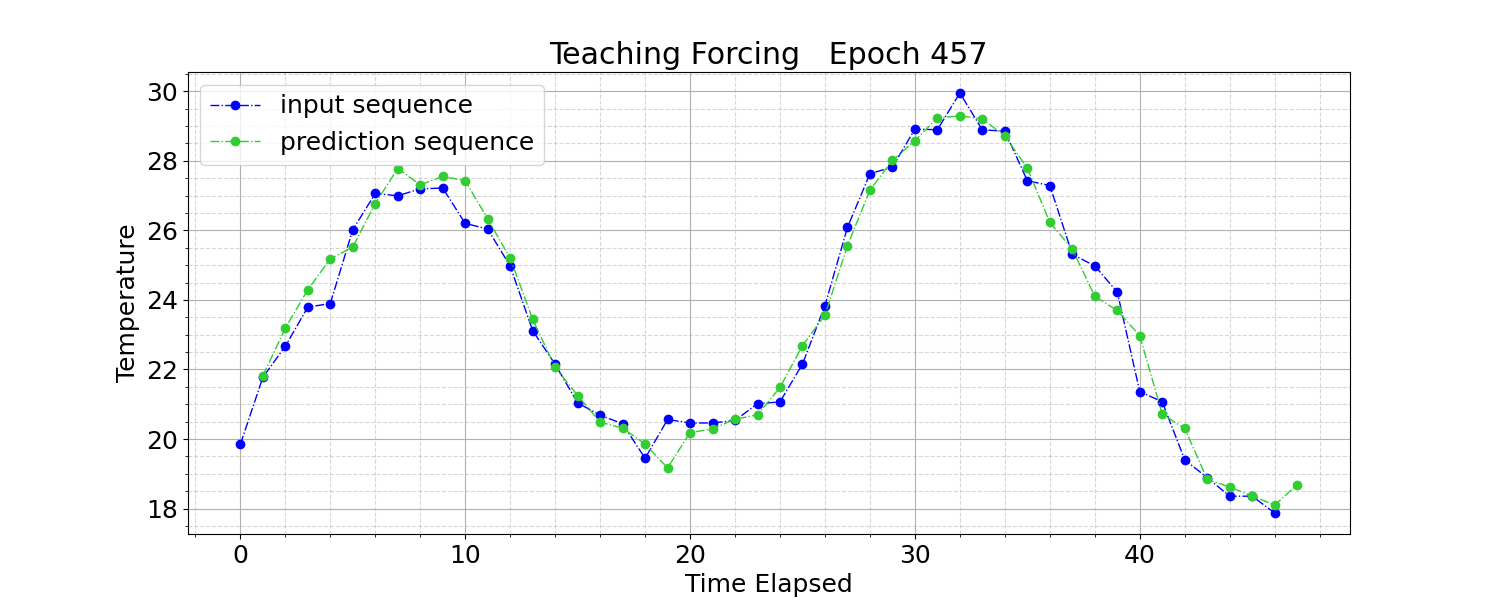 Teaching Forcing   Epoch 457
input sequence
prediction sequence
30
28
26
24
22
20
18
Temperature
0 10 20 30 40
Time Elapsed